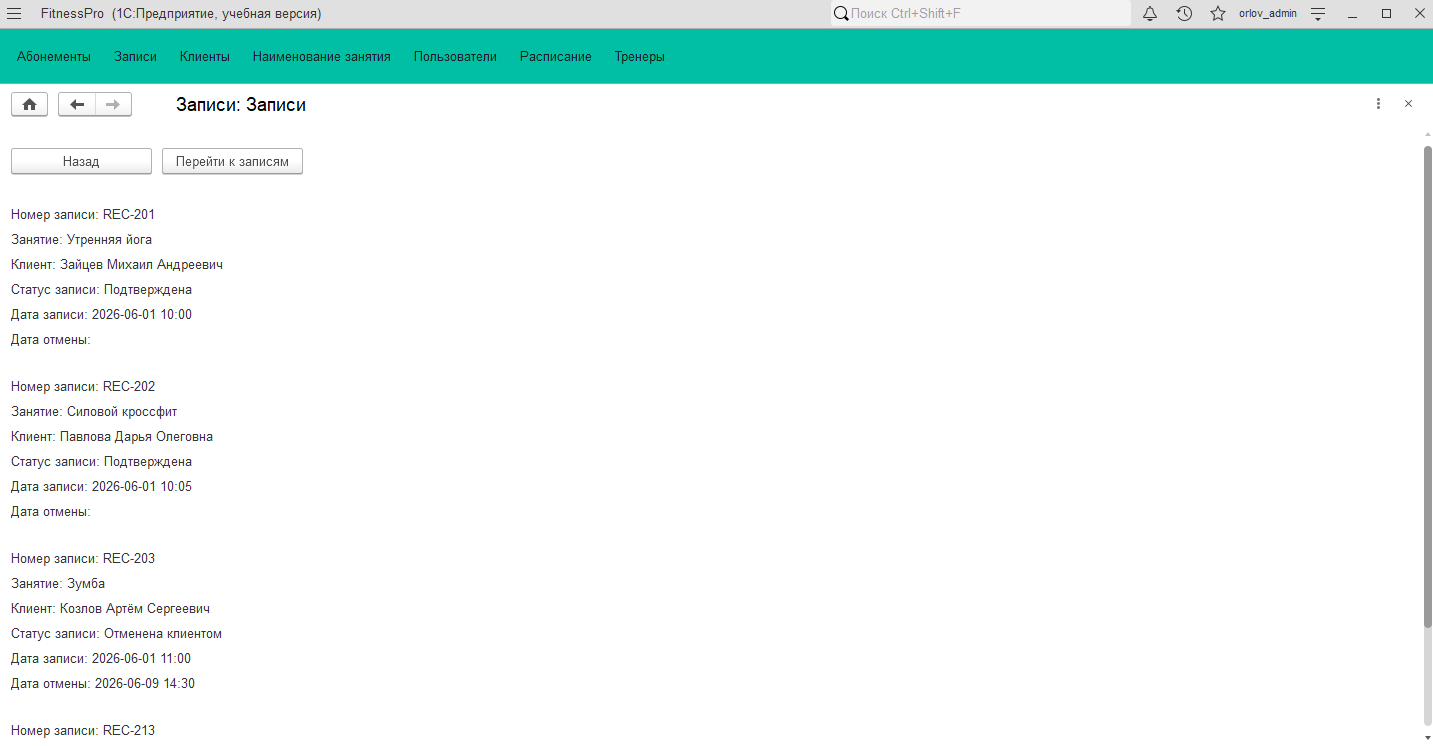 FitnessPro (1С:Предприятие, учебная версия)
Поиск Ctrl+Shift+F
orlov_admin
Абонементы Записи Клиенты Наименование занятия Пользователи Расписание Тренеры
Записи: Записи
Назад Перейти к записям
Номер записи: REC-201
Занятие: Утренняя йога
Клиент: Зайцев Михаил Андреевич
Статус записи: Подтверждена
Дата записи: 2026-06-01 10:00
Дата отмены:
Номер записи: REC-202
Занятие: Силовой кроссфит
Клиент: Павлова Дарья Олеговна
Статус записи: Подтверждена
Дата записи: 2026-06-01 10:05
Дата отмены:
Номер записи: REC-203
Занятие: Зумба
Клиент: Козлов Артём Сергеевич
Статус записи: Отменена клиентом
Дата записи: 2026-06-01 11:00
Дата отмены: 2026-06-09 14:30
Номер записи: REC-213